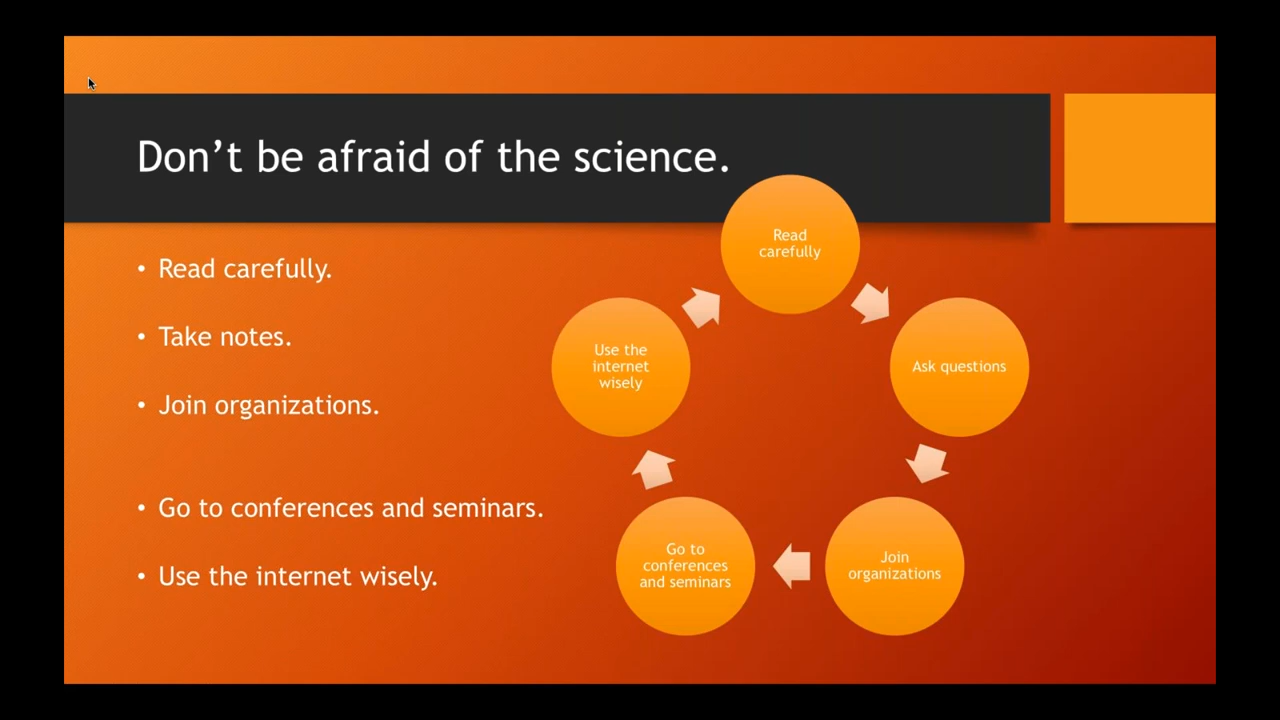 Don’t be afraid of the science.
• Read carefully.
• Take notes.
• Join organizations.
• Go to conferences and seminars.
• Use the internet wisely.
Read
carefully
Ask questions
Join
organizations
Go to
conferences
and seminars
Use the
internet
wisely